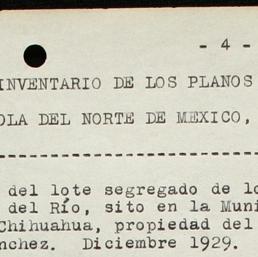 - 4 -
INVENTARIO DE LOS PLANOS
OLA DEL NORTE DE MEXICO,
del lote segregado de lo
del Río, sito en la Muni
Chihuahua, propiedad del
nchez. Diciembre 1929.